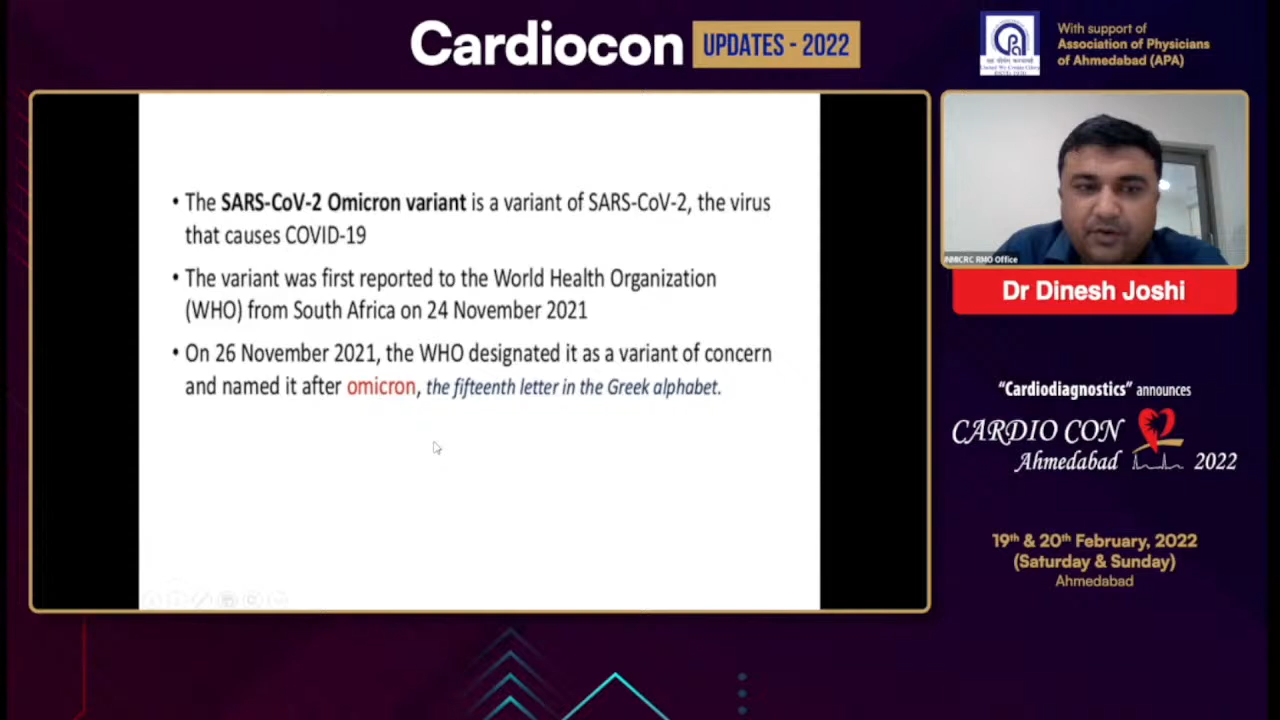 Cardiocon UPDATES - 2022
With support of
Association of Physicians
of Ahmedabad (APA)
• The SARS-CoV-2 Omicron variant is a variant of SARS-CoV-2, the virus
that causes COVID-19
• The variant was first reported to the World Health Organization
(WHO) from South Africa on 24 November 2021
• On 26 November 2021, the WHO designated it as a variant of concern
and named it after omicron, the fifteenth letter in the Greek alphabet.
RMO Office
Dr Dinesh Joshi
“Cardiodiagnostics” announces
CARDIO CON
Ahmedabad 2022
19th & 20th February, 2022
(Saturday & Sunday)
Ahmedabad